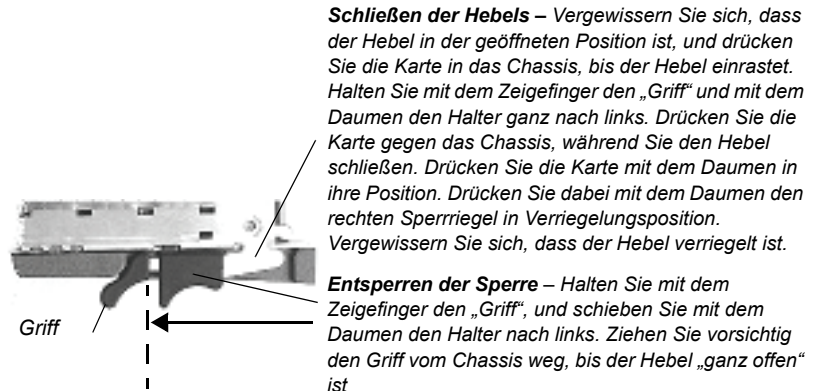 Schließen der Hebels – Vergewissern Sie sich, dass
der Hebel in der geöffneten Position ist, und drücken
Sie die Karte in das Chassis, bis der Hebel einrastet.
Halten Sie mit dem Zeigefinger den „Griff“ und mit dem
Daumen den Halter ganz nach links. Drücken Sie die
Karte gegen das Chassis, während Sie den Hebel
schließen. Drücken Sie die Karte mit dem Daumen in
ihre Position. Drücken Sie dabei mit dem Daumen den
rechten Sperrriegel in Verriegelungsposition.
Vergewissern Sie sich, dass der Hebel verriegelt ist.
Entsperren der Sperre – Halten Sie mit dem
Zeigefinger den „Griff“, und schieben Sie mit dem
Daumen den Halter nach links. Ziehen Sie vorsichtig
den Griff vom Chassis weg, bis der Hebel „ganz offen“
ist
Griff